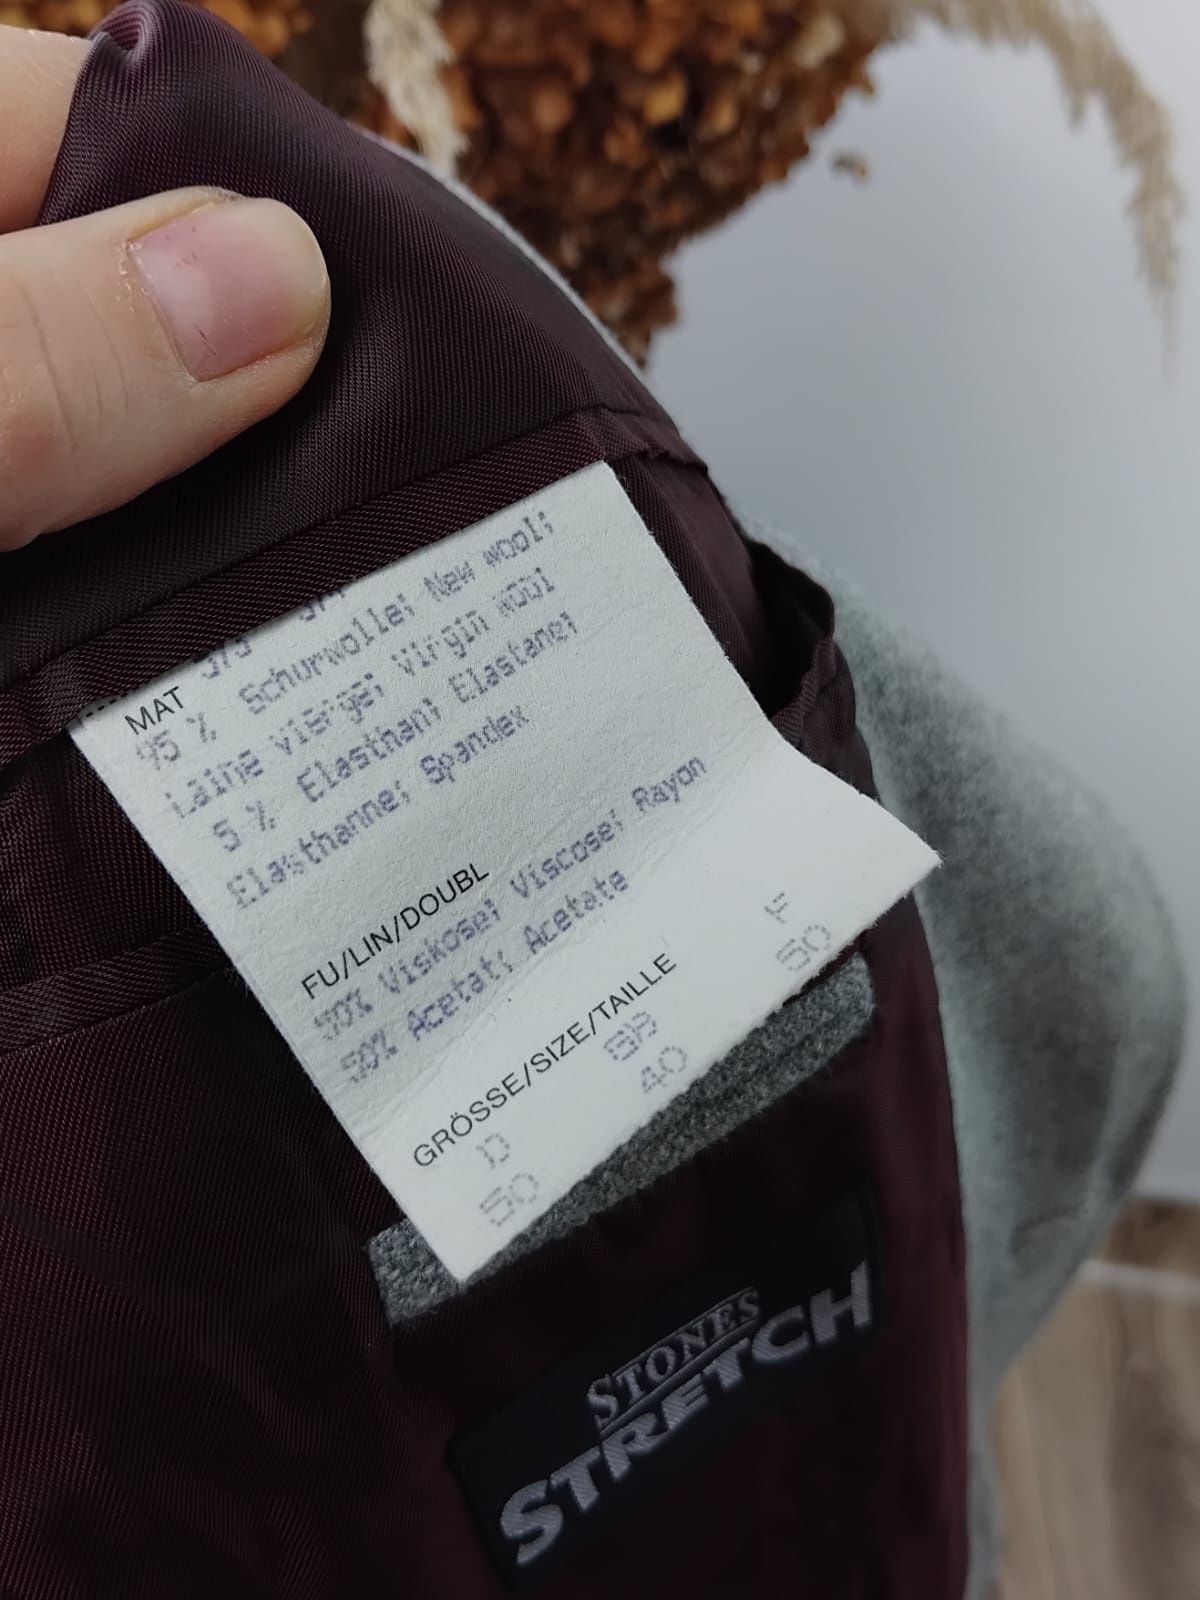 MAT
95 % Schurwolle; New wool;
Laine vierge; Virgin wool
5 % Elasthan; Elastane;
Elasthanne; Spandex
FU/LIN/DOUBL
50% Viskose; Viscose; Rayon
50% Acetat; Acetate
GRÖSSE/SIZE/TAILLE
D GB F
50 40 50
STONES
STRETCH